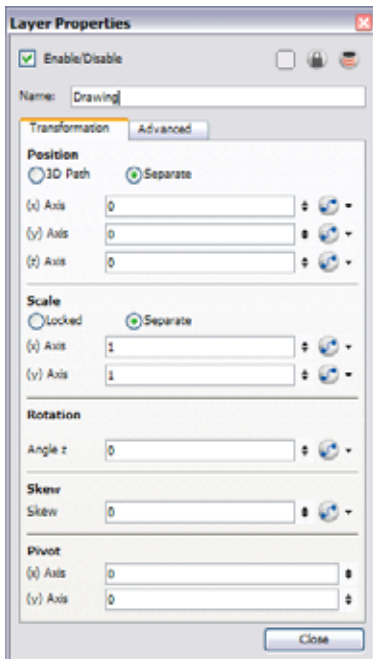 Layer Properties
Enable/Disable
Name: Drawing
Transformation Advanced
Position
3D Path Separate
(x) Axis 0
(y) Axis 0
(z) Axis 0
Scale
Locked Separate
(x) Axis 1
(y) Axis 1
Rotation
Angle z 0
Skew
Skew 0
Pivot
(x) Axis 0
(y) Axis 0
Close